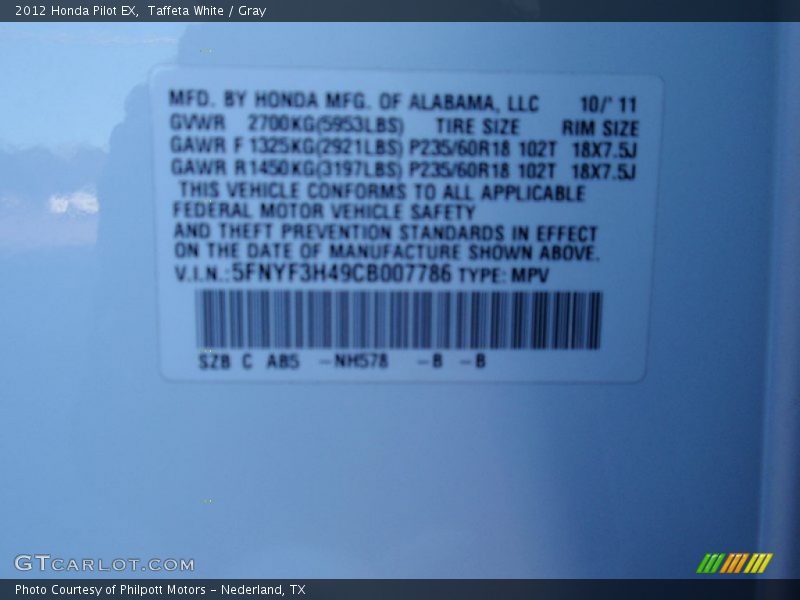 2012 Honda Pilot EX,  Taffeta White / Gray
MFD. BY HONDA MFG. OF ALABAMA, LLC 10/' 11
GVWR 2700KG(5953LBS) TIRE SIZE RIM SIZE
GAWR F 1325KG(2921LBS) P235/60R18 102T 18X7.5J
GAWR R1450KG(3197LBS) P235/60R18 102T 18X7.5J
THIS VEHICLE CONFORMS TO ALL APPLICABLE
FEDERAL MOTOR VEHICLE SAFETY
AND THEFT PREVENTION STANDARDS IN EFFECT
ON THE DATE OF MANUFACTURE SHOWN ABOVE.
V.I.N.:5FNYF3H49CB007786 TYPE: MPV
SZB C AB5 -NH578 -B -B
GTCARLOT.COM
Photo Courtesy of Philpott Motors - Nederland, TX